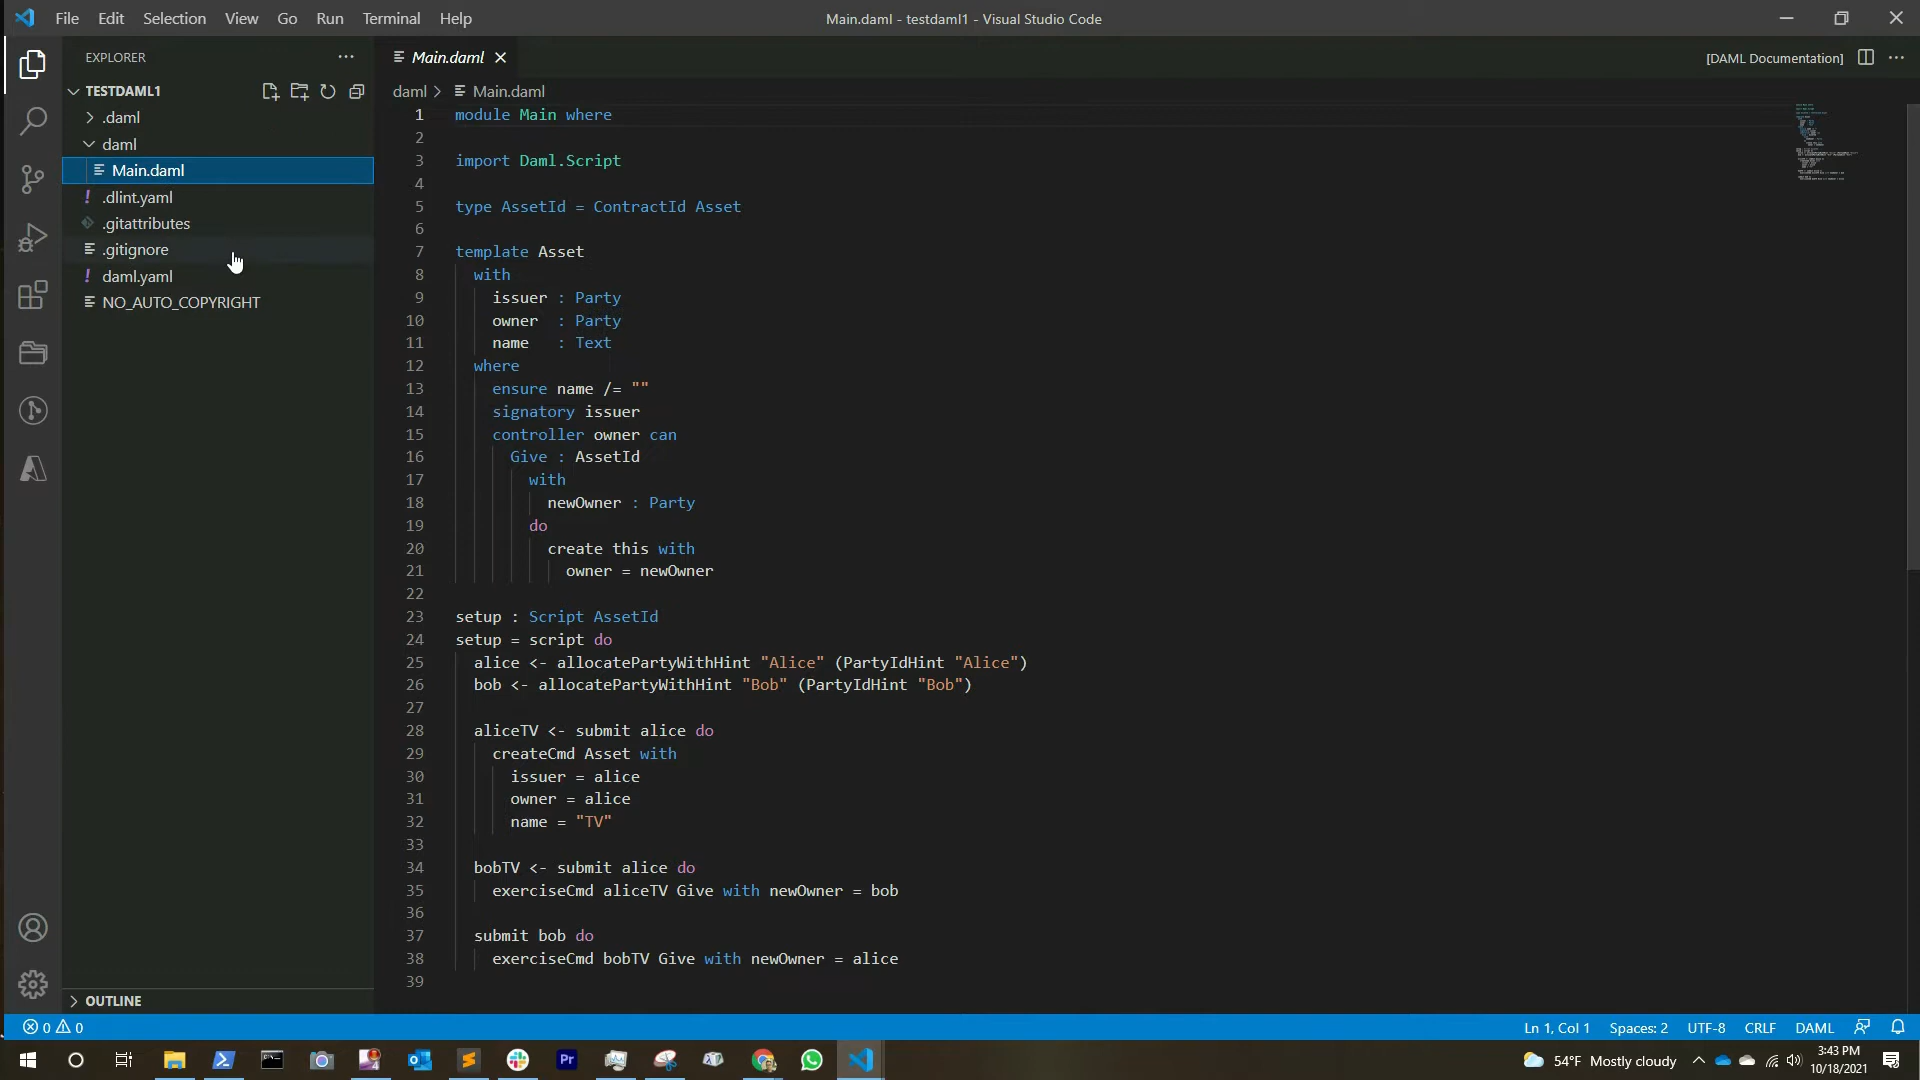 File Edit Selection View Go Run Terminal Help
Main.daml - testdaml1 - Visual Studio Code
EXPLORER
TESTDAML1
.daml
daml
Main.daml
.dlint.yaml
.gitattributes
.gitignore
daml.yaml
NO_AUTO_COPYRIGHT
OUTLINE
Main.daml
[DAML Documentation]
daml > Main.daml
1 module Main where
2
3 import Daml.Script
4
5 type AssetId = ContractId Asset
6
7 template Asset
8 with
9 issuer : Party
10 owner : Party
11 name : Text
12 where
13 ensure name /= ""
14 signatory issuer
15 controller owner can
16 Give : AssetId
17 with
18 newOwner : Party
19 do
20 create this with
21 owner = newOwner
22
23 setup : Script AssetId
24 setup = script do
25 alice <- allocatePartyWithHint "Alice" (PartyIdHint "Alice")
26 bob <- allocatePartyWithHint "Bob" (PartyIdHint "Bob")
27
28 aliceTV <- submit alice do
29 createCmd Asset with
30 issuer = alice
31 owner = alice
32 name = "TV"
33
34 bobTV <- submit alice do
35 exerciseCmd aliceTV Give with newOwner = bob
36
37 submit bob do
38 exerciseCmd bobTV Give with newOwner = alice
39
0 0
Ln 1, Col 1 Spaces: 2 UTF-8 CRLF DAML
Pr
54°F Mostly cloudy
3:43 PM
10/18/2021